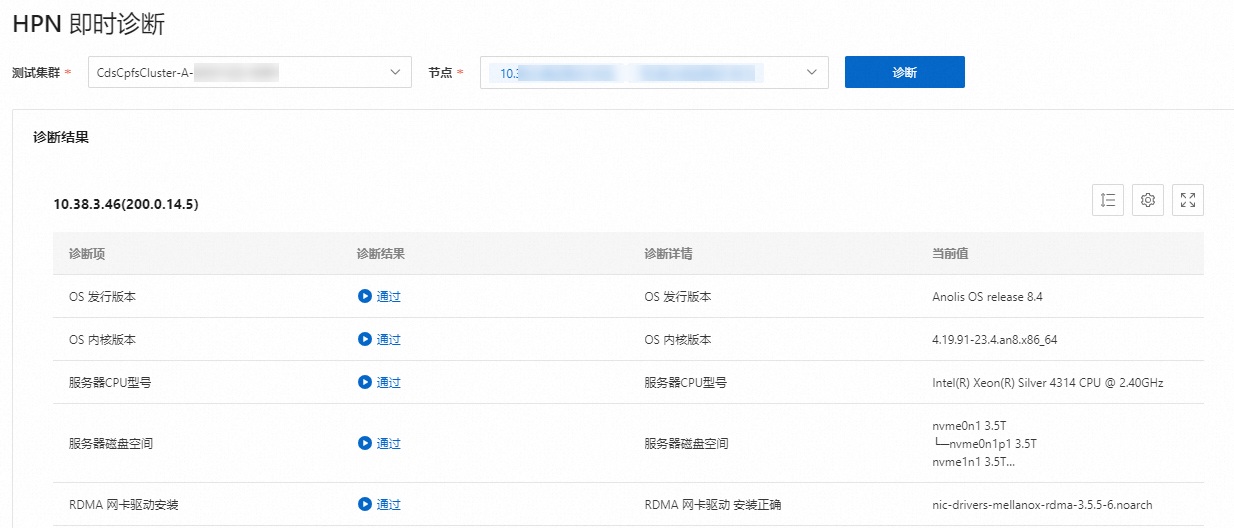 HPN 即时诊断
测试集群 * CdsCpfsCluster-A- 节点 * 10.3 诊断
诊断结果
10.38.3.46(200.0.14.5)
诊断项 诊断结果 诊断详情 当前值
OS 发行版本 通过 OS 发行版本 Anolis OS release 8.4
OS 内核版本 通过 OS 内核版本 4.19.91-23.4.an8.x86_64
服务器CPU型号 通过 服务器CPU型号 Intel(R) Xeon(R) Silver 4314 CPU @ 2.40GHz
服务器磁盘空间 通过 服务器磁盘空间 nvme0n1 3.5T
└─nvme0n1p1 3.5T
nvme1n1 3.5T...
RDMA 网卡驱动安装 通过 RDMA 网卡驱动 安装正确 nic-drivers-mellanox-rdma-3.5.5-6.noarch